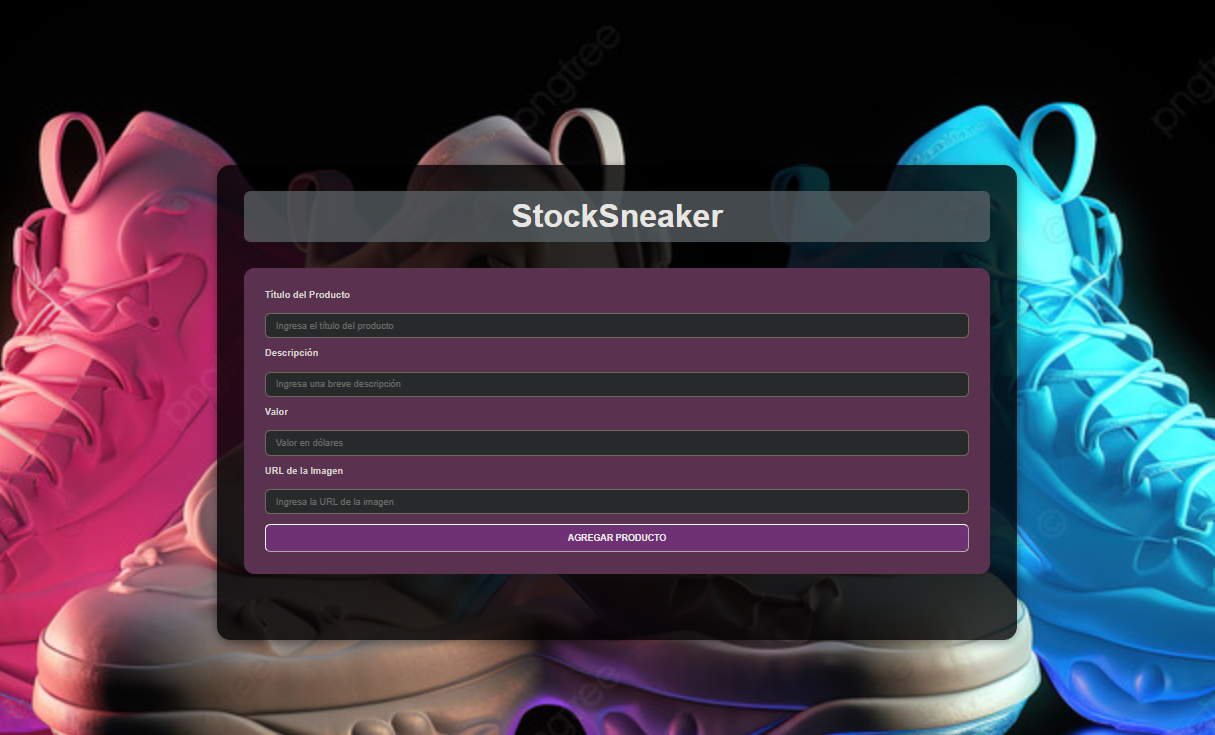 pngtree
pngtree
StockSneaker
Título del Producto
Ingresa el título del producto
Descripción
Ingresa una breve descripción
Valor
Valor en dólares
URL de la Imagen
Ingresa la URL de la imagen
AGREGAR PRODUCTO